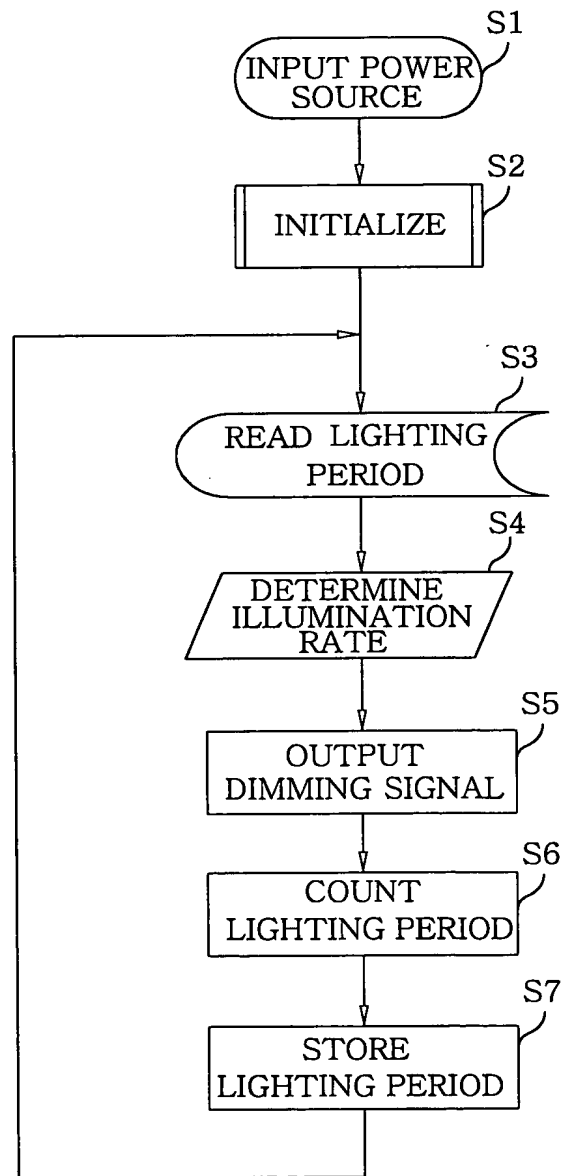 S1
INPUT POWER
SOURCE
S2
INITIALIZE
S3
READ LIGHTING
PERIOD
S4
DETERMINE
ILLUMINATION
RATE
S5
OUTPUT
DIMMING SIGNAL
S6
COUNT
LIGHTING PERIOD
S7
STORE
LIGHTING PERIOD